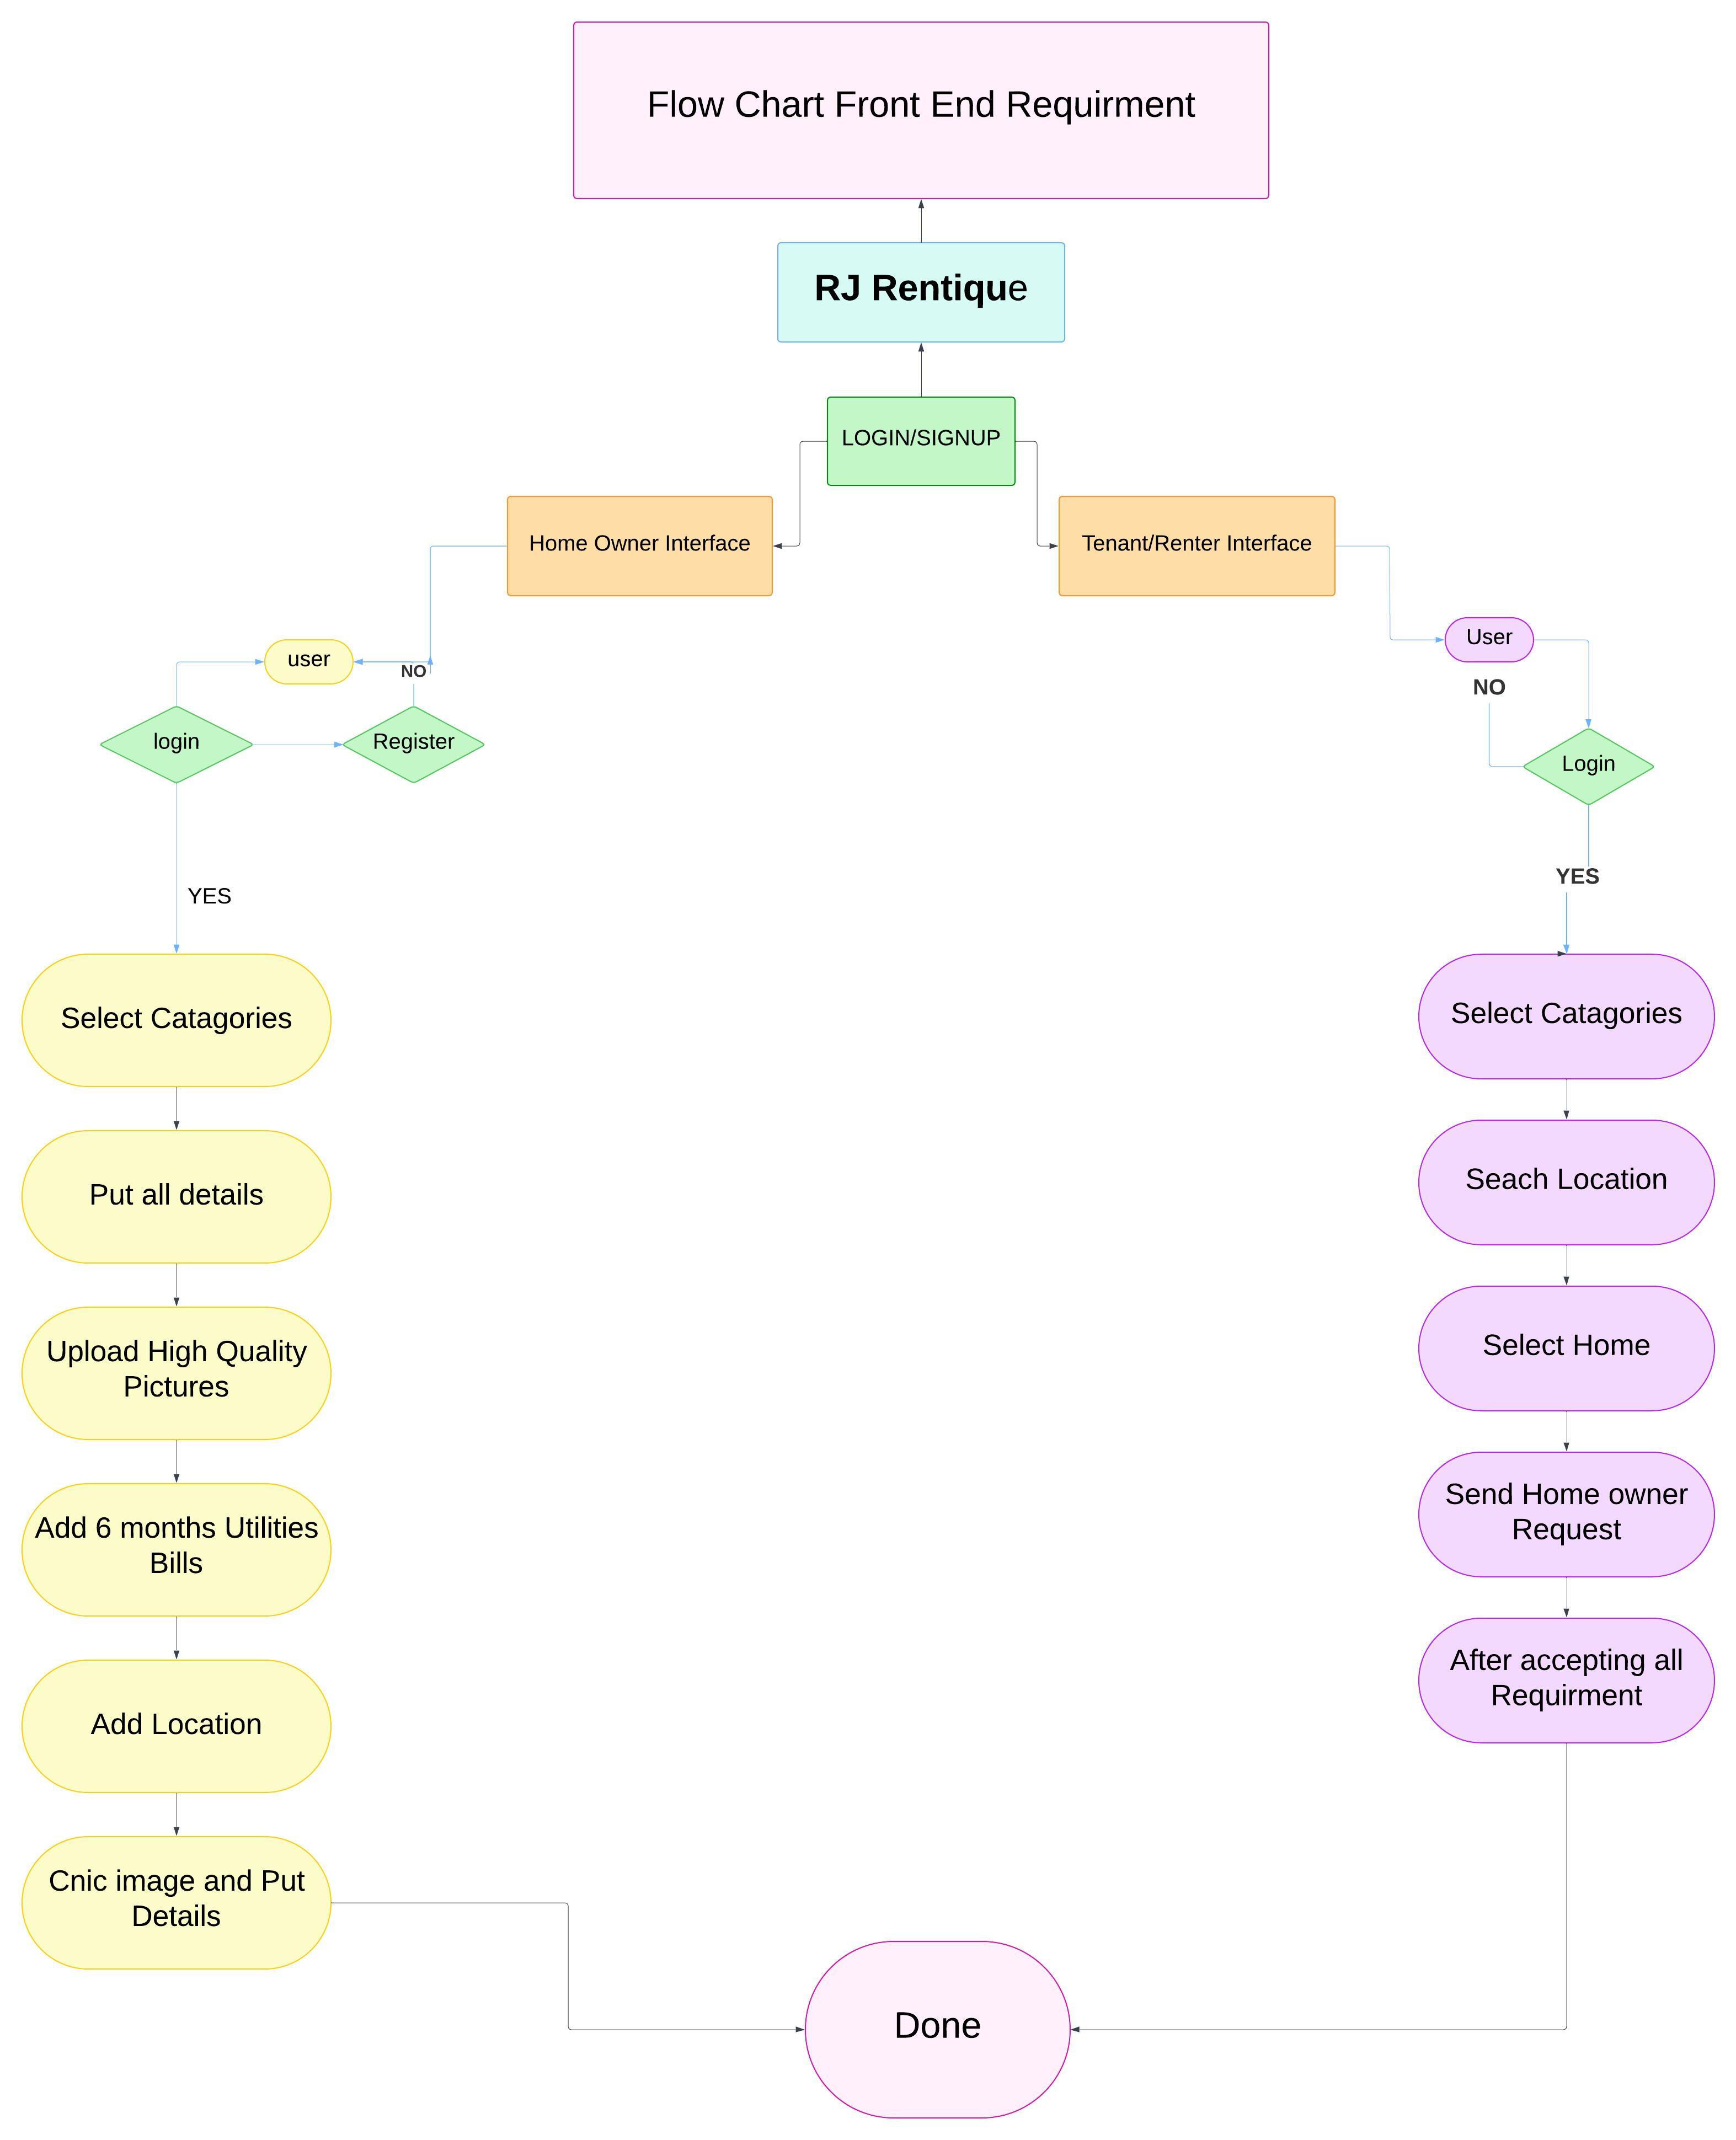 Flow Chart Front End Requirment
RJ Rentique
LOGIN/SIGNUP
Home Owner Interface
Tenant/Renter Interface
user
NO
login
Register
YES
Select Catagories
Put all details
Upload High Quality
Pictures
Add 6 months Utilities
Bills
Add Location
Cnic image and Put
Details
User
NO
Login
YES
Select Catagories
Seach Location
Select Home
Send Home owner
Request
After accepting all
Requirment
Done